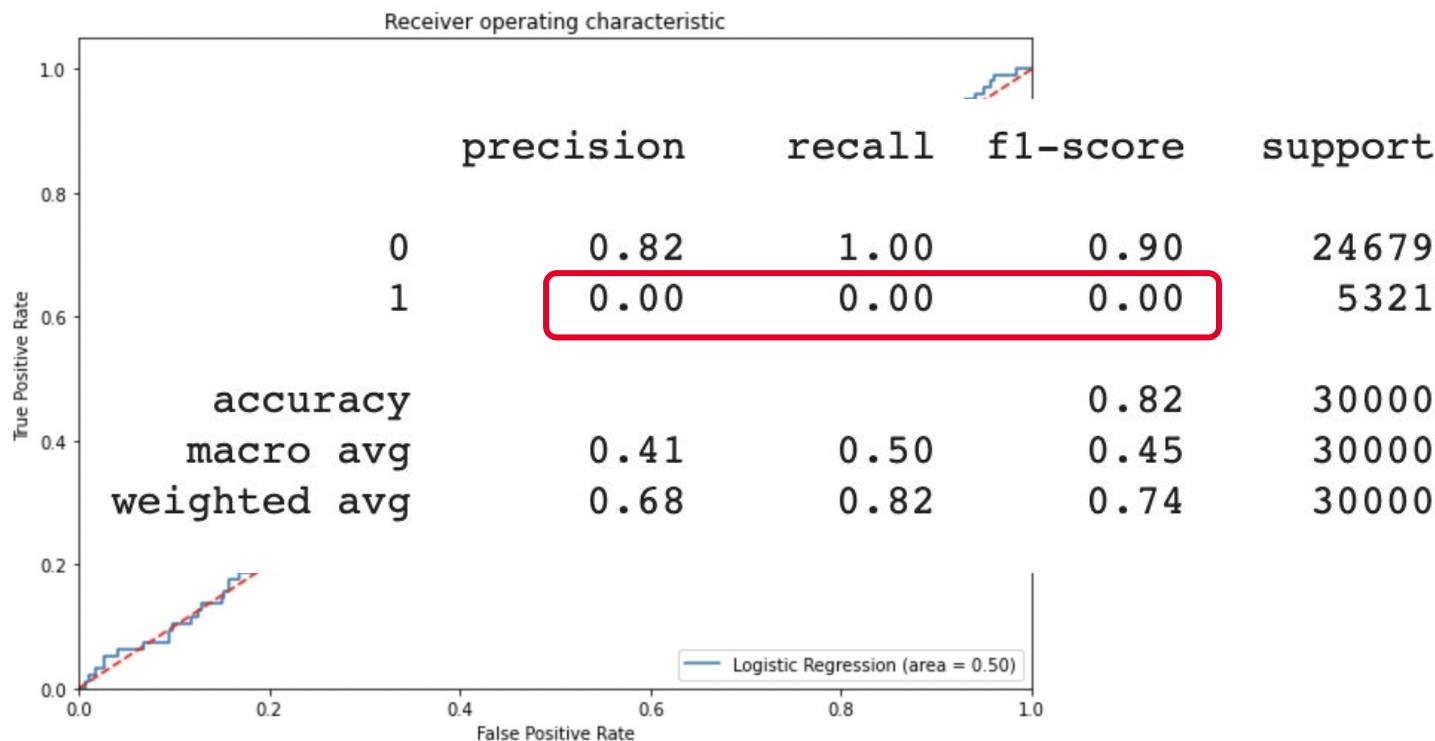 Receiver operating characteristic
1.0
precision recall f1-score support
0.8
0 0.82 1.00 0.90 24679
1 0.00 0.00 0.00 5321
0.6
True Positive Rate
accuracy 0.82 30000
0.4
macro avg 0.41 0.50 0.45 30000
weighted avg 0.68 0.82 0.74 30000
0.2
Logistic Regression (area = 0.50)
0.0
0.0 0.2 0.4 0.6 0.8 1.0
False Positive Rate